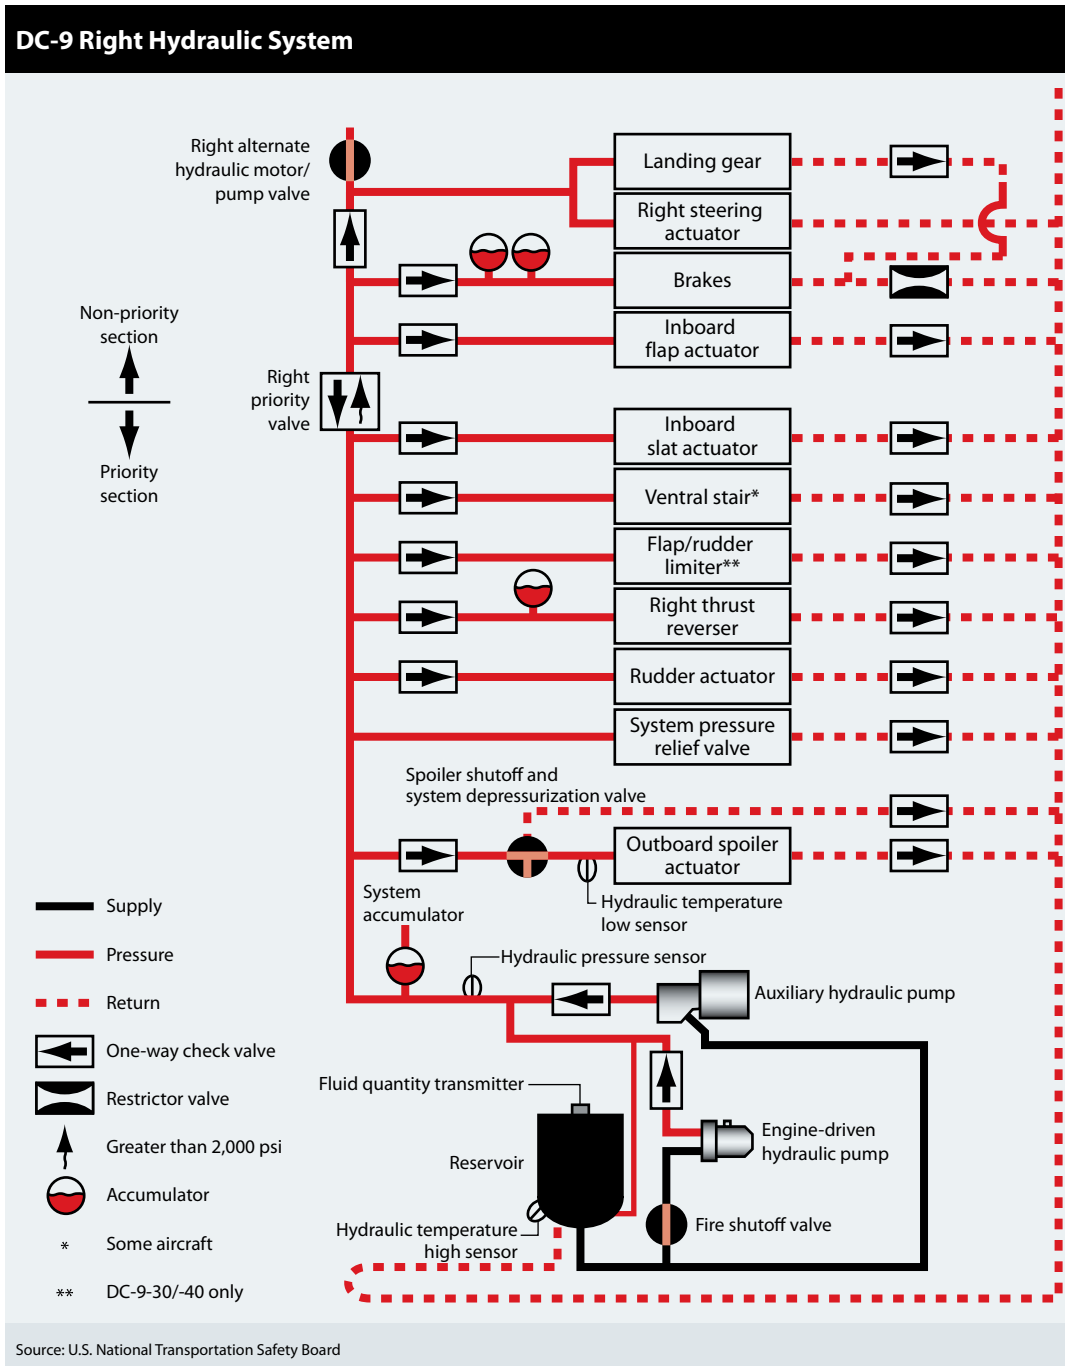 DC-9 Right Hydraulic System
Right alternate
hydraulic motor/
pump valve
Landing gear
Right steering
actuator
Brakes
Inboard
flap actuator
Non-priority
section
Priority
section
Right
priority
valve
Inboard
slat actuator
Ventral stair*
Flap/rudder
limiter**
Right thrust
reverser
Rudder actuator
System pressure
relief valve
Spoiler shutoff and
system depressurization valve
Outboard spoiler
actuator
Hydraulic temperature
low sensor
System
accumulator
Hydraulic pressure sensor
Auxiliary hydraulic pump
Fluid quantity transmitter
Reservoir
Engine-driven
hydraulic pump
Hydraulic temperature
high sensor
Fire shutoff valve
Supply
Pressure
Return
One-way check valve
Restrictor valve
Greater than 2,000 psi
Accumulator
* Some aircraft
** DC-9-30/-40 only
Source: U.S. National Transportation Safety Board